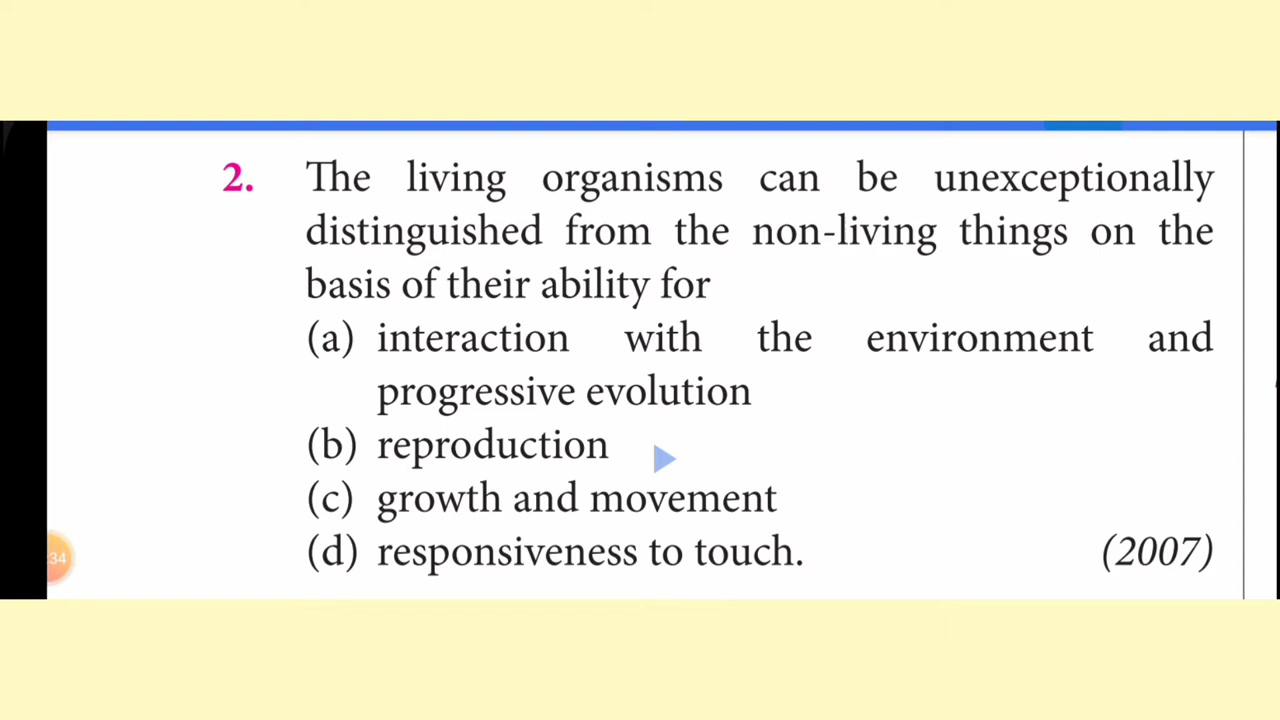 2. The living organisms can be unexceptionally
distinguished from the non-living things on the
basis of their ability for
(a) interaction with the environment and
progressive evolution
(b) reproduction
(c) growth and movement
(d) responsiveness to touch. (2007)
34